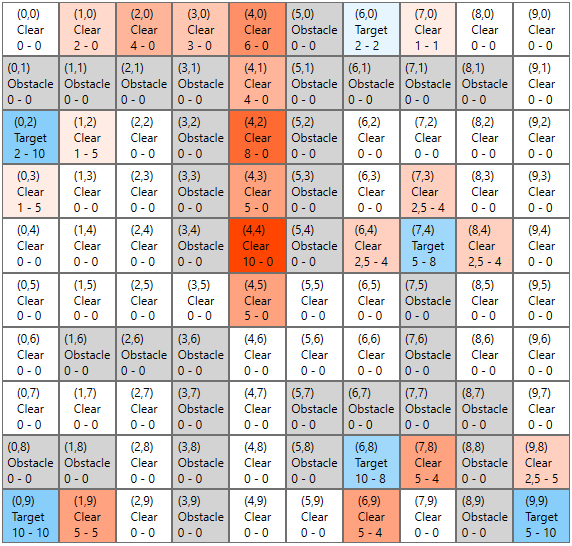 (0,0) (1,0) (2,0) (3,0) (4,0) (5,0) (6,0) (7,0) (8,0) (9,0)
Clear Clear Clear Clear Clear Obstacle Target Clear Clear Clear
0 - 0 2 - 0 4 - 0 3 - 0 6 - 0 0 - 0 2 - 2 1 - 1 0 - 0 0 - 0
(0,1) (1,1) (2,1) (3,1) (4,1) (5,1) (6,1) (7,1) (8,1) (9,1)
Obstacle Obstacle Obstacle Obstacle Clear Obstacle Obstacle Obstacle Obstacle Clear
0 - 0 0 - 0 0 - 0 0 - 0 4 - 0 0 - 0 0 - 0 0 - 0 0 - 0 0 - 0
(0,2) (1,2) (2,2) (3,2) (4,2) (5,2) (6,2) (7,2) (8,2) (9,2)
Target Clear Clear Obstacle Clear Obstacle Clear Clear Clear Clear
2 - 10 1 - 5 0 - 0 0 - 0 8 - 0 0 - 0 0 - 0 0 - 0 0 - 0 0 - 0
(0,3) (1,3) (2,3) (3,3) (4,3) (5,3) (6,3) (7,3) (8,3) (9,3)
Clear Clear Clear Obstacle Clear Obstacle Clear Clear Clear Clear
1 - 5 0 - 0 0 - 0 0 - 0 5 - 0 0 - 0 0 - 0 2,5 - 4 0 - 0 0 - 0
(0,4) (1,4) (2,4) (3,4) (4,4) (5,4) (6,4) (7,4) (8,4) (9,4)
Clear Clear Clear Obstacle Clear Obstacle Clear Target Clear Clear
0 - 0 0 - 0 0 - 0 0 - 0 10 - 0 0 - 0 2,5 - 4 5 - 8 2,5 - 4 0 - 0
(0,5) (1,5) (2,5) (3,5) (4,5) (5,5) (6,5) (7,5) (8,5) (9,5)
Clear Clear Clear Clear Clear Clear Clear Obstacle Clear Clear
0 - 0 0 - 0 0 - 0 0 - 0 5 - 0 0 - 0 0 - 0 0 - 0 0 - 0 0 - 0
(0,6) (1,6) (2,6) (3,6) (4,6) (5,6) (6,6) (7,6) (8,6) (9,6)
Clear Obstacle Obstacle Obstacle Clear Clear Clear Obstacle Clear Clear
0 - 0 0 - 0 0 - 0 0 - 0 0 - 0 0 - 0 0 - 0 0 - 0 0 - 0 0 - 0
(0,7) (1,7) (2,7) (3,7) (4,7) (5,7) (6,7) (7,7) (8,7) (9,7)
Clear Clear Clear Obstacle Clear Obstacle Obstacle Obstacle Obstacle Clear
0 - 0 0 - 0 0 - 0 0 - 0 0 - 0 0 - 0 0 - 0 0 - 0 0 - 0 0 - 0
(0,8) (1,8) (2,8) (3,8) (4,8) (5,8) (6,8) (7,8) (8,8) (9,8)
Obstacle Obstacle Clear Obstacle Clear Obstacle Target Clear Obstacle Clear
0 - 0 0 - 0 0 - 0 0 - 0 0 - 0 0 - 0 10 - 8 5 - 4 0 - 0 2,5 - 5
(0,9) (1,9) (2,9) (3,9) (4,9) (5,9) (6,9) (7,9) (8,9) (9,9)
Target Clear Clear Obstacle Clear Clear Clear Clear Obstacle Target
10 - 10 5 - 5 0 - 0 0 - 0 0 - 0 0 - 0 5 - 4 0 - 0 0 - 0 5 - 10